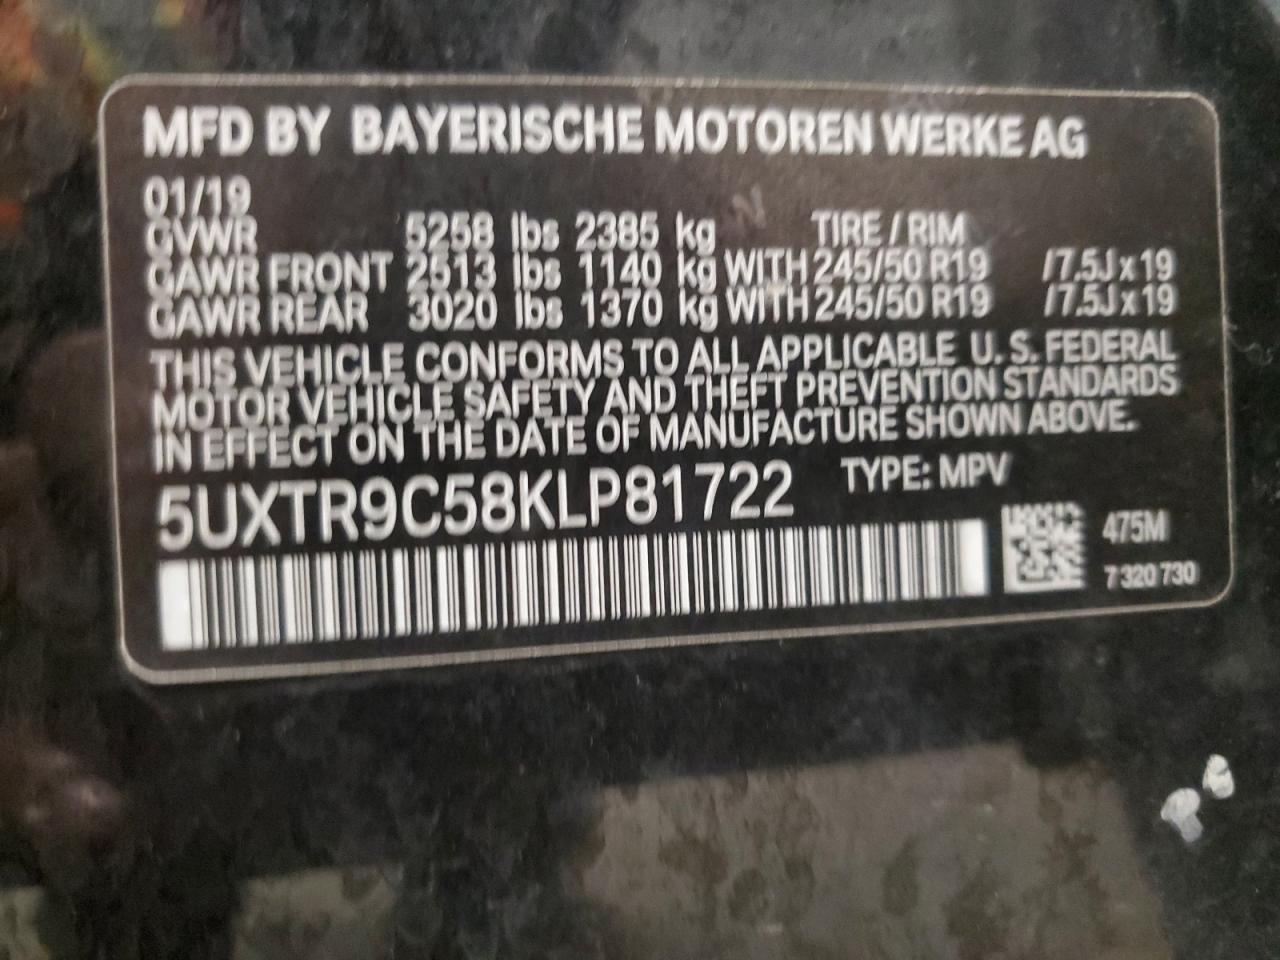 MFD BY BAYERISCHE MOTOREN WERKE AG
01/19
GVWR 5258 lbs 2385 kg TIRE / RIM
GAWR FRONT 2513 lbs 1140 kg WITH 245/50 R19 /7.5J x 19
GAWR REAR 3020 lbs 1370 kg WITH 245/50 R19 /7.5J x 19
THIS VEHICLE CONFORMS TO ALL APPLICABLE U.S. FEDERAL
MOTOR VEHICLE SAFETY AND THEFT PREVENTION STANDARDS
IN EFFECT ON THE DATE OF MANUFACTURE SHOWN ABOVE.
5UXTR9C58KLP81722 TYPE: MPV
475M
7 320 730